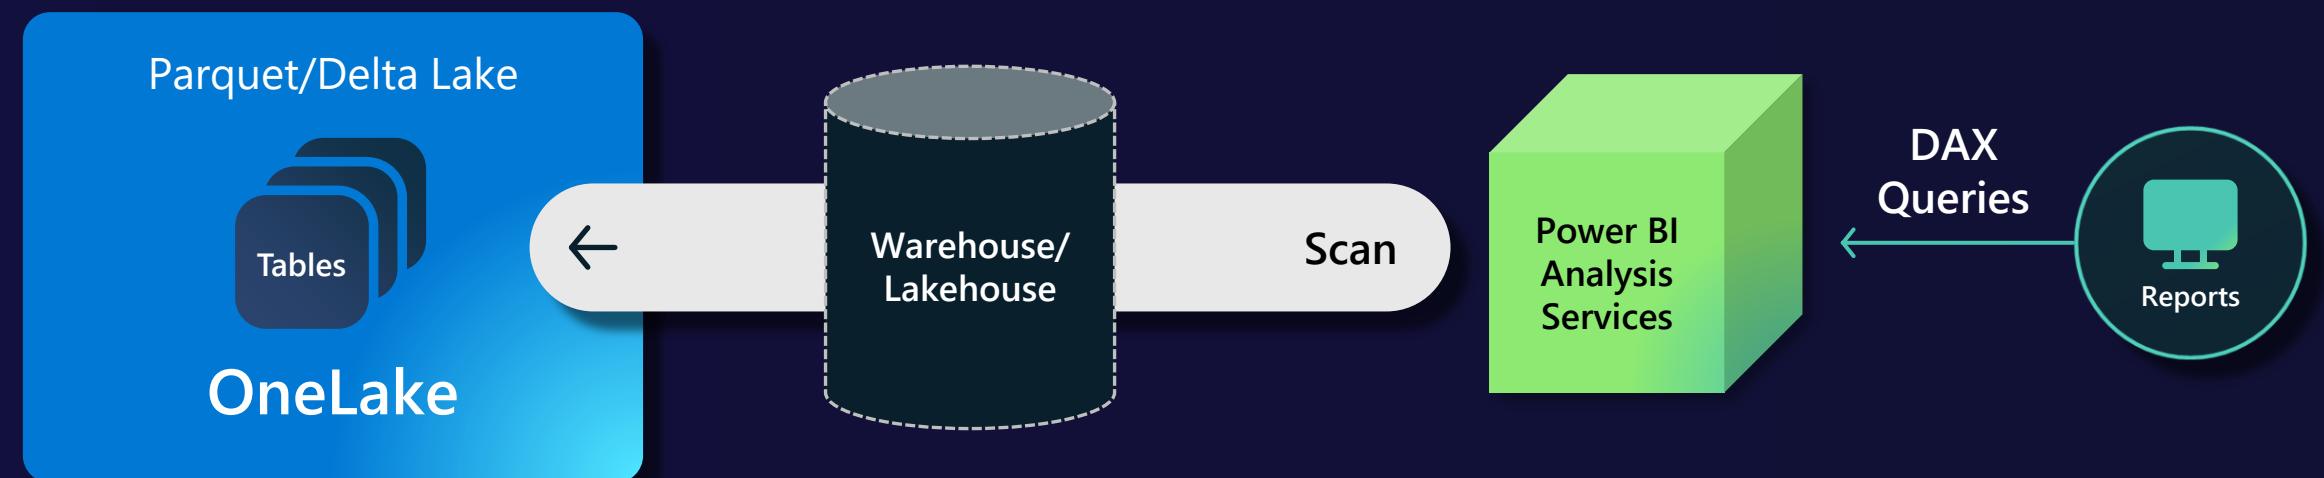 Parquet/Delta Lake
Tables
OneLake
Warehouse/
Lakehouse
Scan
Power BI
Analysis
Services
DAX
Queries
Reports